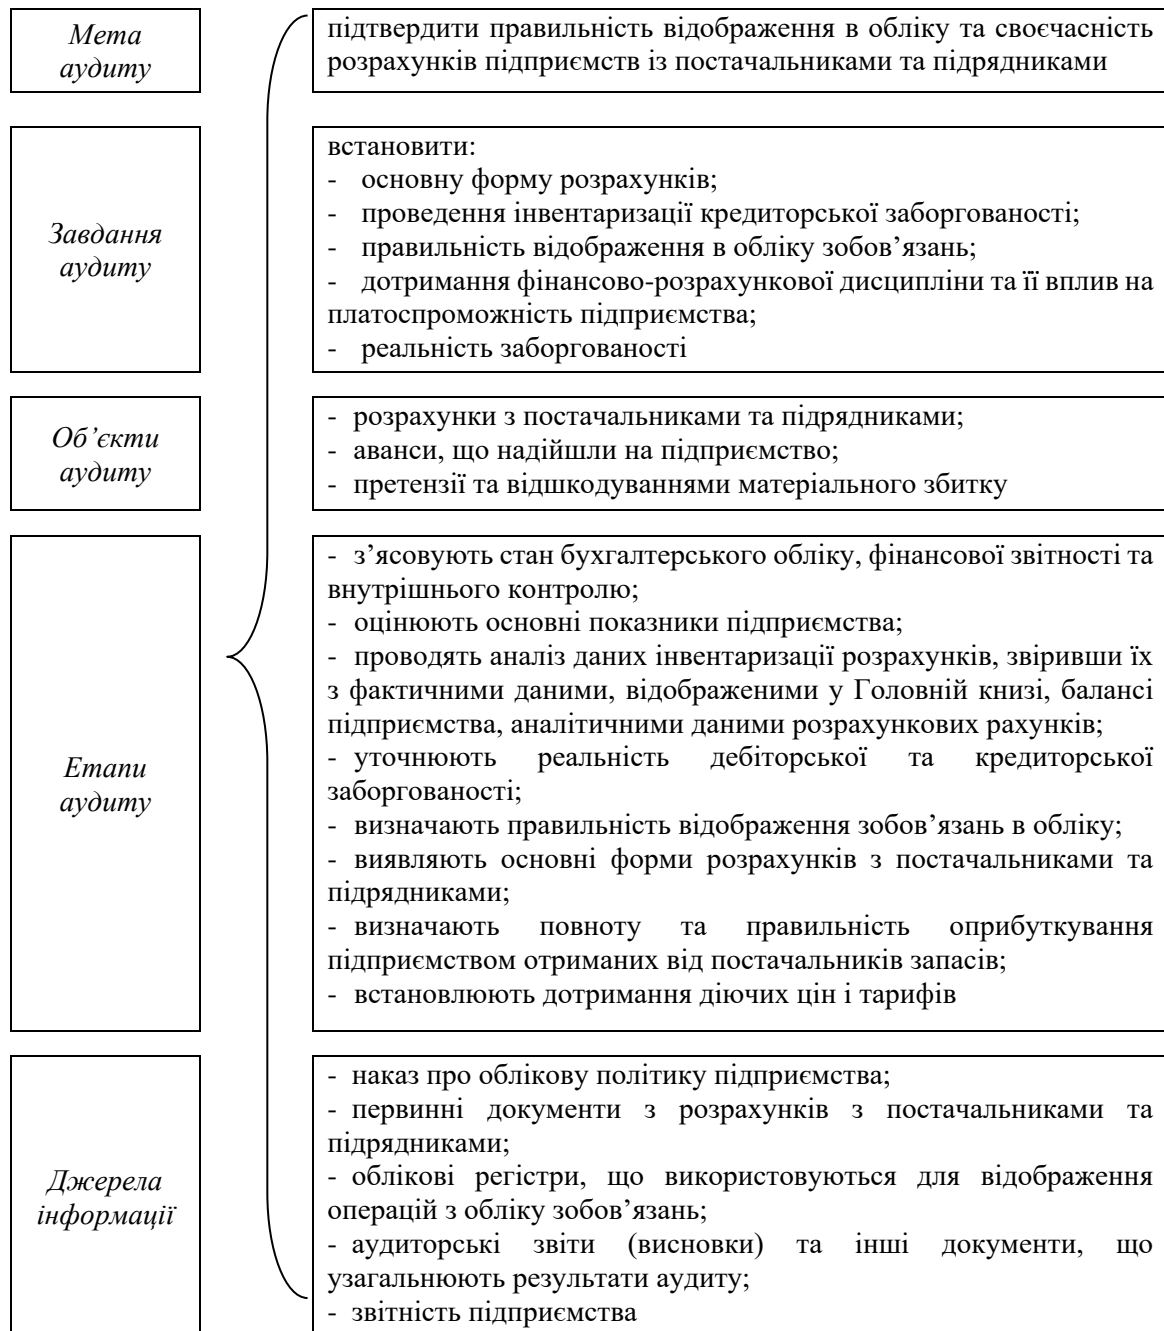 Мета
аудиту
підтвердити правильність відображення в обліку та своєчасність
розрахунків підприємств із постачальниками та підрядниками
Завдання
аудиту
встановити:
- основну форму розрахунків;
- проведення інвентаризації кредиторської заборгованості;
- правильність відображення в обліку зобов’язань;
- дотримання фінансово-розрахункової дисципліни та її вплив на
платоспроможність підприємства;
- реальність заборгованості
Об’єкти
аудиту
- розрахунки з постачальниками та підрядниками;
- аванси, що надійшли на підприємство;
- претензії та відшкодуваннями матеріального збитку
Етапи
аудиту
- з’ясовують стан бухгалтерського обліку, фінансової звітності та
внутрішнього контролю;
- оцінюють основні показники підприємства;
- проводять аналіз даних інвентаризації розрахунків, звіривши їх
з фактичними даними, відображеними у Головній книзі, балансі
підприємства, аналітичними даними розрахункових рахунків;
- уточнюють реальність дебіторської та кредиторської
заборгованості;
- визначають правильність відображення зобов’язань в обліку;
- виявляють основні форми розрахунків з постачальниками та
підрядниками;
- визначають повноту та правильність оприбуткування
підприємством отриманих від постачальників запасів;
- встановлюють дотримання діючих цін і тарифів
Джерела
інформації
- наказ про облікову політику підприємства;
- первинні документи з розрахунків з постачальниками та
підрядниками;
- облікові регістри, що використовуються для відображення
операцій з обліку зобов’язань;
- аудиторські звіти (висновки) та інші документи, що
узагальнюють результати аудиту;
- звітність підприємства